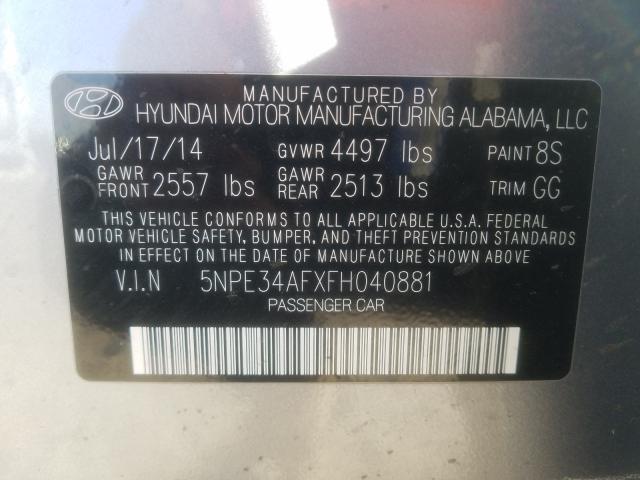 MANUFACTURED BY
HYUNDAI MOTOR MANUFACTURING ALABAMA, LLC
Jul/17/14 GVWR 4497 lbs PAINT 8S
GAWR FRONT 2557 lbs GAWR REAR 2513 lbs TRIM GG
THIS VEHICLE CONFORMS TO ALL APPLICABLE U.S.A. FEDERAL
MOTOR VEHICLE SAFETY, BUMPER, AND THEFT PREVENTION STANDARDS
IN EFFECT ON THE DATE OF MANUFACTURE SHOWN ABOVE
V.I.N 5NPE34AFXFH040881
PASSENGER CAR